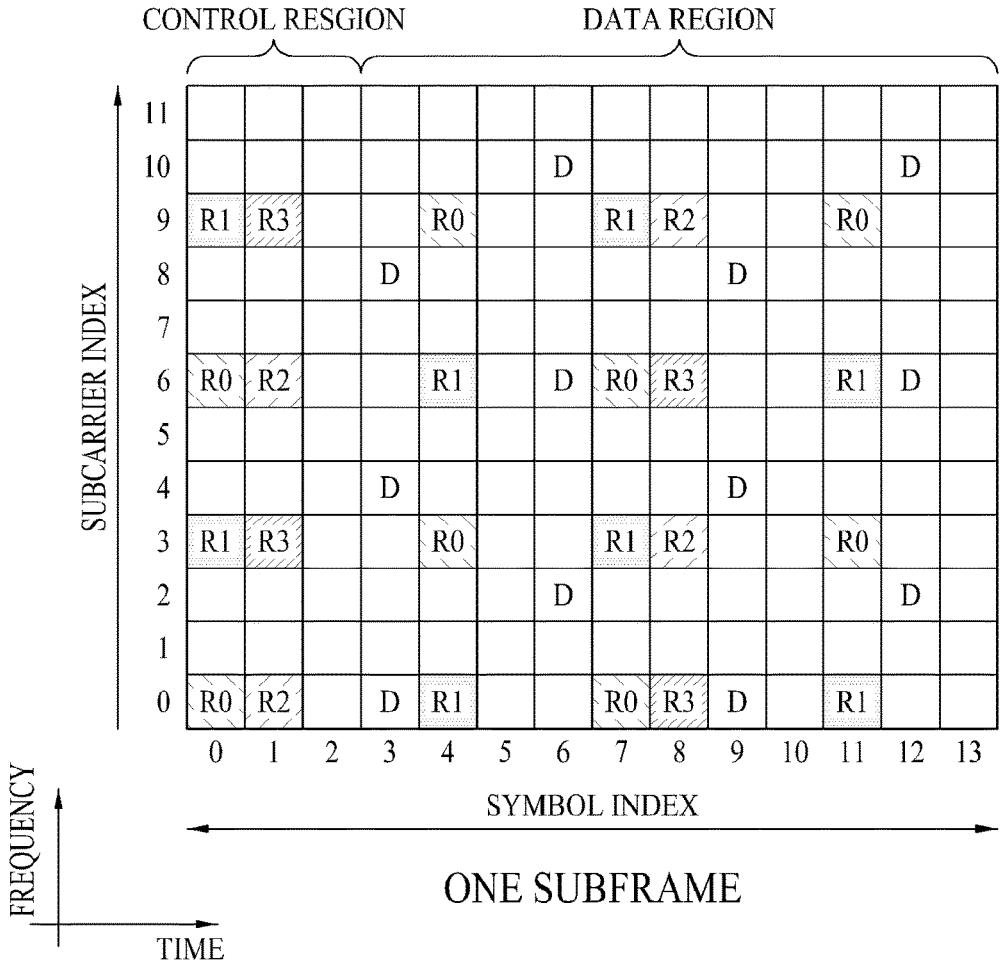 CONTROL RESGION DATA REGION
11
10 D D
9 R1 R3 R0 R1 R2 R0
8 D D
7
6 R0 R2 R1 D R0 R3 R1 D
5
4 D D
3 R1 R3 R0 R1 R2 R0
2 D D
1
0 R0 R2 D R1 R0 R3 D R1
SUBCARRIER INDEX
0 1 2 3 4 5 6 7 8 9 10 11 12 13
SYMBOL INDEX
ONE SUBFRAME
FREQUENCY
TIME